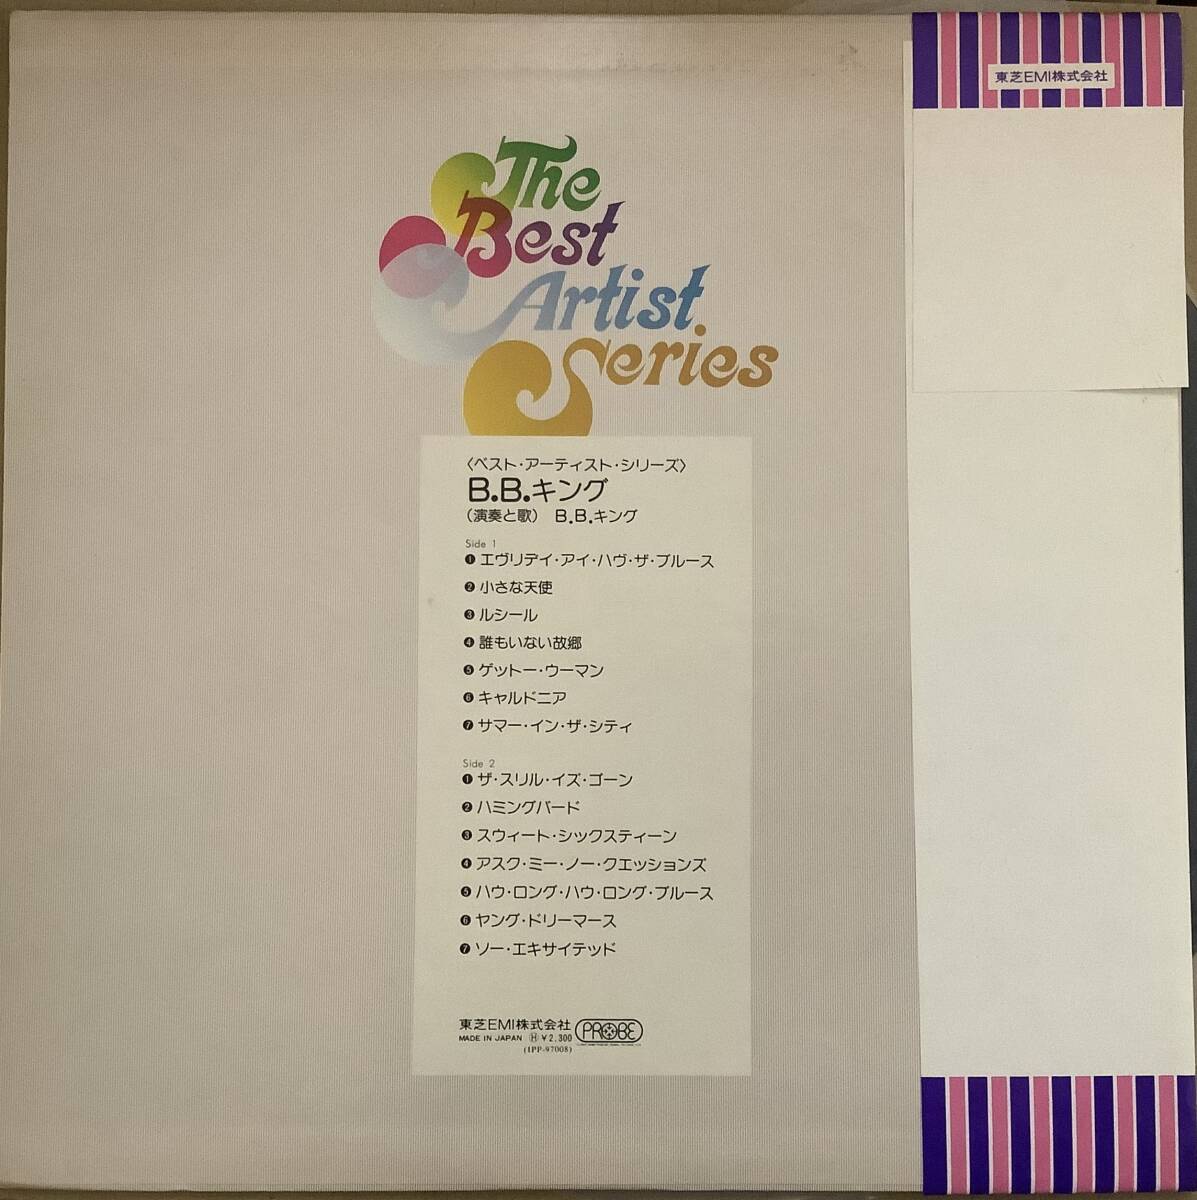 東芝EMI株式会社
The
Best
Artist
Series
〈ベスト・アーティスト・シリーズ〉
B.B.キング
(演奏と歌) B.B.キング
Side 1
❶ エヴリデイ・アイ・ハヴ・ザ・ブルース
❷ 小さな天使
❸ ルシール
❹ 誰もいない故郷
❺ ゲットー・ウーマン
❻ キャルドニア
❼ サマー・イン・ザ・シティ
Side 2
❶ ザ・スリル・イズ・ゴーン
❷ ハミングバード
❸ スウィート・シックスティーン
❹ アスク・ミー・ノー・クエッションズ
❺ ハウ・ロング・ハウ・ロング・ブルース
❻ ヤング・ドリーマース
❼ ソー・エキサイテッド
東芝EMI株式会社
MADE IN JAPAN Ⓗ ¥2,300
(IPP-97008)
PROBE